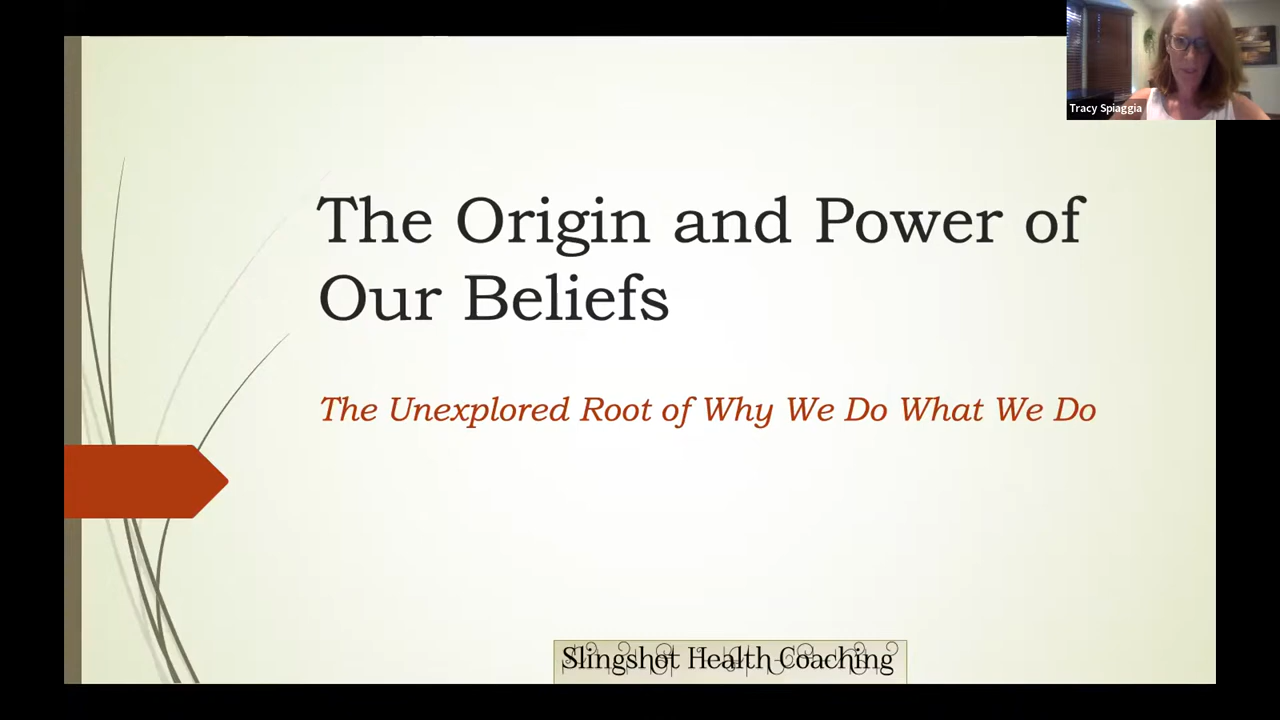 Tracy Spiaggia
The Origin and Power of
Our Beliefs
The Unexplored Root of Why We Do What We Do
Slingshot Health Coaching